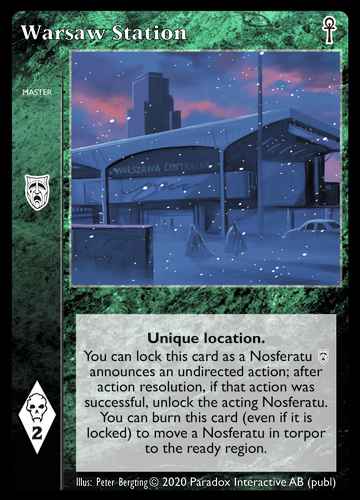 Warsaw Station
MASTER
WARSZAWA CENTRALNA
Unique location.
You can lock this card as a Nosferatu
announces an undirected action; after
action resolution, if that action was
successful, unlock the acting Nosferatu.
You can burn this card (even if it is
locked) to move a Nosferatu in torpor
to the ready region.
2
Illus: Peter Bergting © 2020 Paradox Interactive AB (publ)